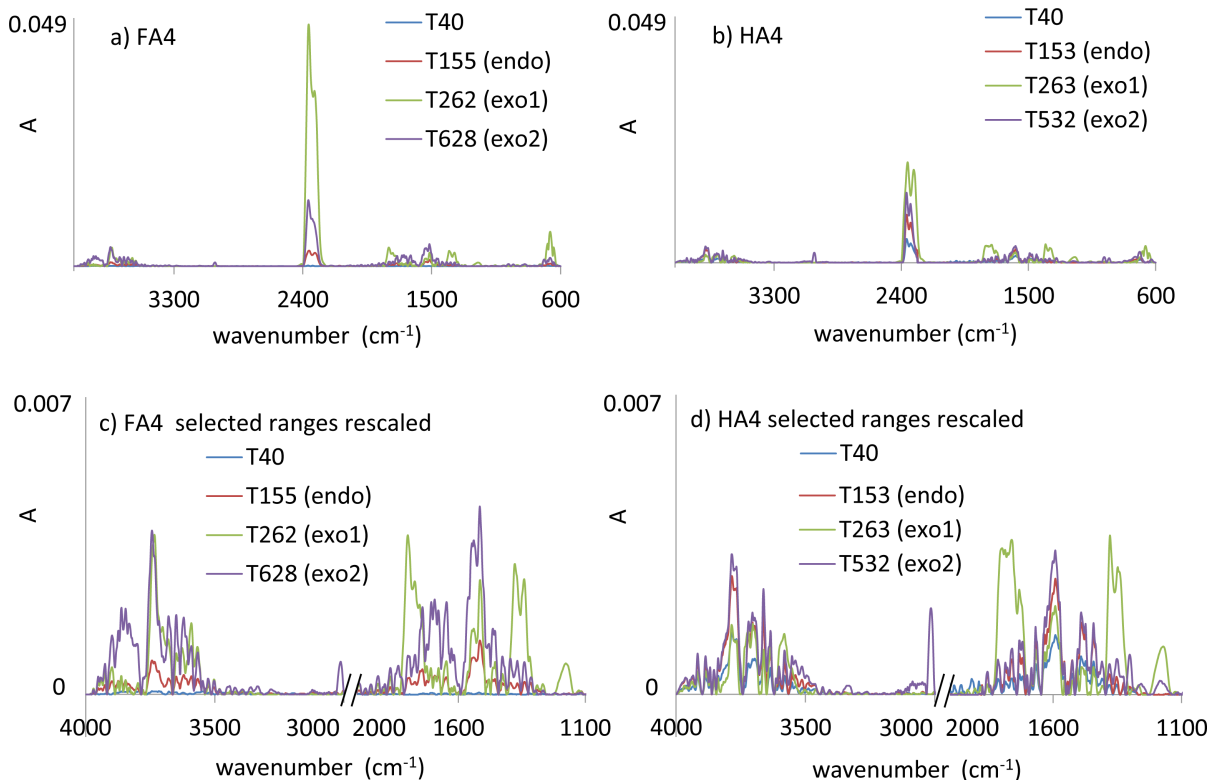 0.049
a) FA4
T40
T155 (endo)
T262 (exo1)
T628 (exo2)
A
3300 2400 1500 600
wavenumber (cm-1)
0.049
b) HA4
T40
T153 (endo)
T263 (exo1)
T532 (exo2)
A
3300 2400 1500 600
wavenumber (cm-1)
0.007
c) FA4 selected ranges rescaled
T40
T155 (endo)
T262 (exo1)
T628 (exo2)
A
0
4000 3500 3000 // 2000 1600 1100
wavenumber (cm-1)
0.007
d) HA4 selected ranges rescaled
T40
T153 (endo)
T263 (exo1)
T532 (exo2)
A
0
4000 3500 3000 // 2000 1600 1100
wavenumber (cm-1)